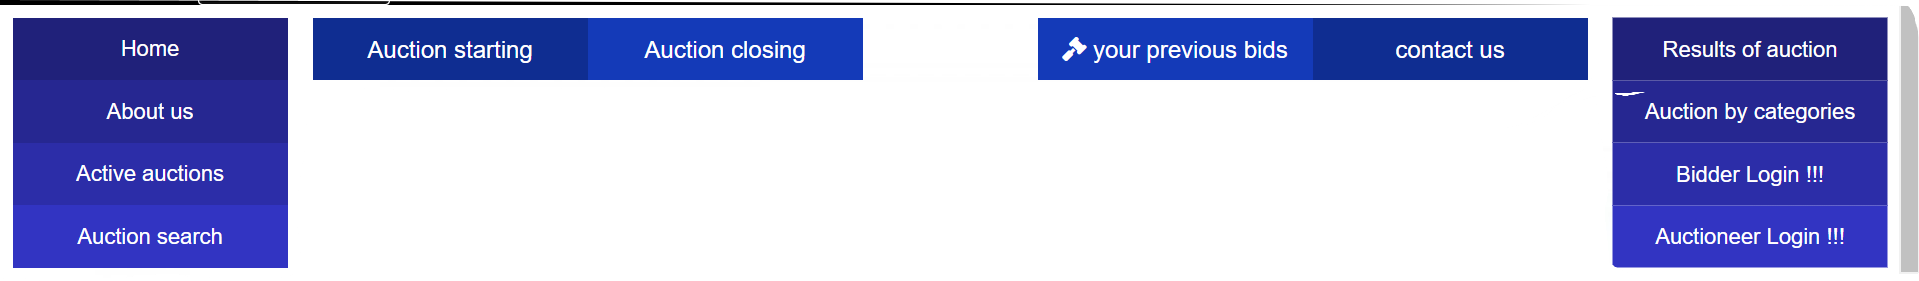 Home
About us
Active auctions
Auction search
Auction starting
Auction closing
your previous bids
contact us
Results of auction
Auction by categories
Bidder Login !!!
Auctioneer Login !!!